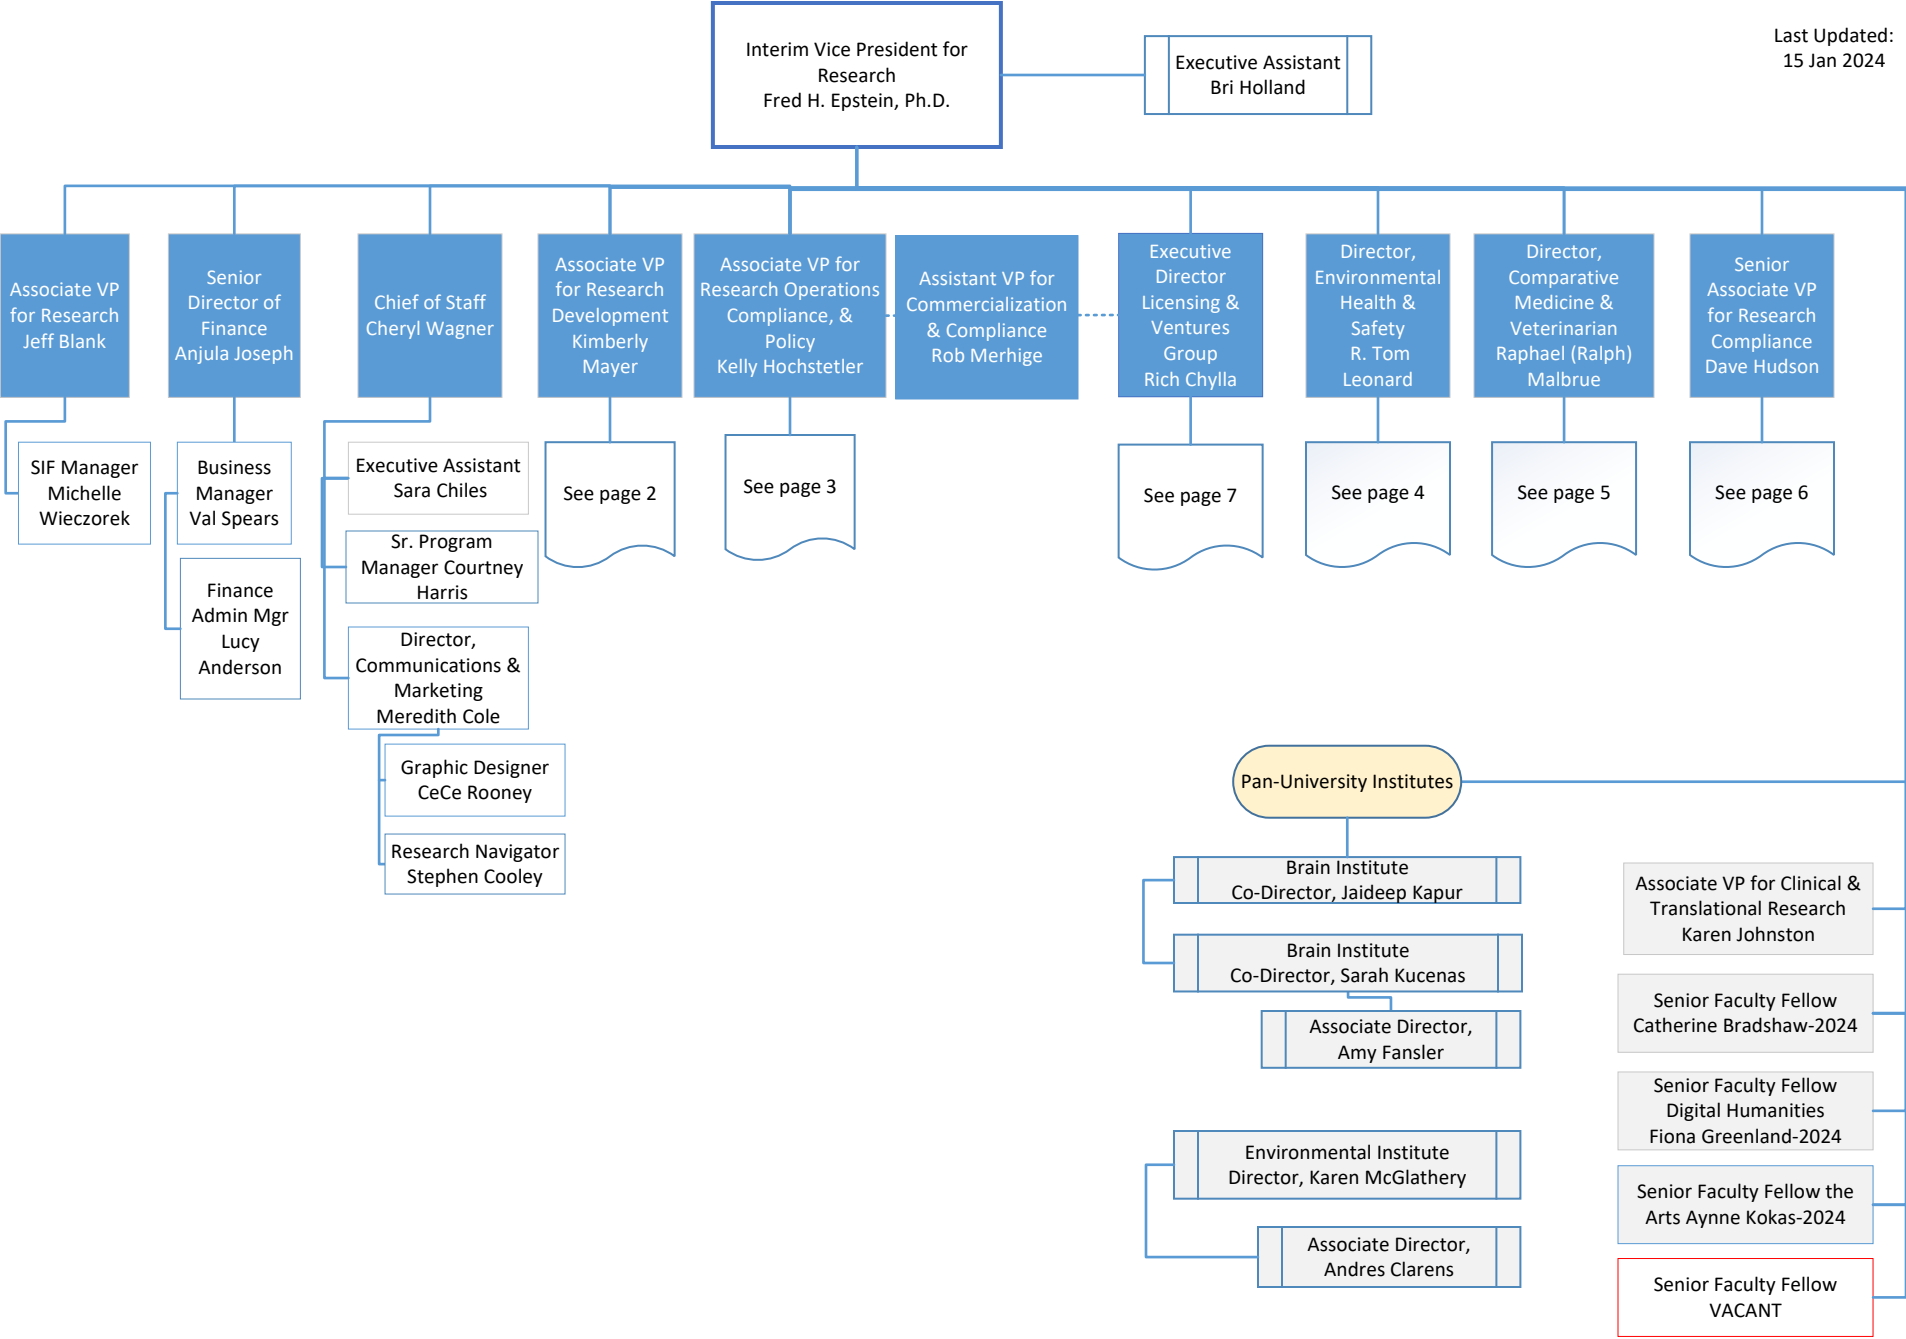 Interim Vice President for
Research
Fred H. Epstein, Ph.D.
Executive Assistant
Bri Holland
Last Updated:
15 Jan 2024
Associate VP
for Research
Jeff Blank
Senior
Director of
Finance
Anjula Joseph
Chief of Staff
Cheryl Wagner
Associate VP
for Research
Development
Kimberly
Mayer
Associate VP for
Research Operations
Compliance, &
Policy
Kelly Hochstetler
Assistant VP for
Commercialization
& Compliance
Rob Merhige
Executive
Director
Licensing &
Ventures
Group
Rich Chylla
Director,
Environmental
Health &
Safety
R. Tom
Leonard
Director,
Comparative
Medicine &
Veterinarian
Raphael (Ralph)
Malbrue
Senior
Associate VP
for Research
Compliance
Dave Hudson
SIF Manager
Michelle
Wieczorek
Business
Manager
Val Spears
Finance
Admin Mgr
Lucy
Anderson
Executive Assistant
Sara Chiles
Sr. Program
Manager Courtney
Harris
Director,
Communications &
Marketing
Meredith Cole
Graphic Designer
CeCe Rooney
Research Navigator
Stephen Cooley
See page 2
See page 3
See page 7
See page 4
See page 5
See page 6
Pan-University Institutes
Brain Institute
Co-Director, Jaideep Kapur
Brain Institute
Co-Director, Sarah Kucenas
Associate Director,
Amy Fansler
Environmental Institute
Director, Karen McGlathery
Associate Director,
Andres Clarens
Associate VP for Clinical &
Translational Research
Karen Johnston
Senior Faculty Fellow
Catherine Bradshaw-2024
Senior Faculty Fellow
Digital Humanities
Fiona Greenland-2024
Senior Faculty Fellow the
Arts Aynne Kokas-2024
Senior Faculty Fellow
VACANT